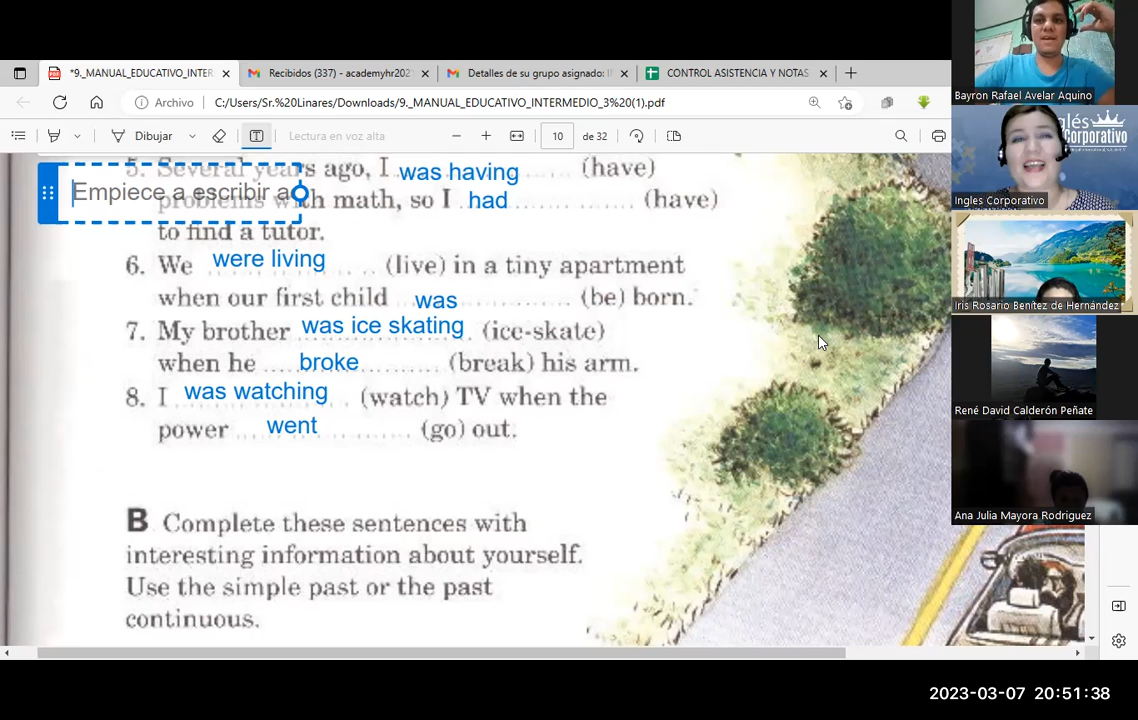 *9._MANUAL_EDUCATIVO_INTER
Recibidos (337) - academyhr202
Detalles de su grupo asignado: I
CONTROL ASISTENCIA Y NOTAS
Archivo
C:/Users/Sr.%20Linares/Downloads/9._MANUAL_EDUCATIVO_INTERMEDIO_3%20(1).pdf
Dibujar
Lectura en voz alta
10
de 32
5. Several years ago, I was having (have)
Empiece a escribir a
problems with math, so I had (have)
to find a tutor.
6. We were living (live) in a tiny apartment
when our first child was (be) born.
7. My brother was ice skating (ice-skate)
when he broke (break) his arm.
8. I was watching (watch) TV when the
power went (go) out.
B Complete these sentences with
interesting information about yourself.
Use the simple past or the past
continuous.
Bayron Rafael Avelar Aquino
nglés
Corporativo
Ingles Corporativo
Iris Rosario Benítez de Hernández
René David Calderón Peñate
Ana Julia Mayora Rodriguez
2023-03-07 20:51:38